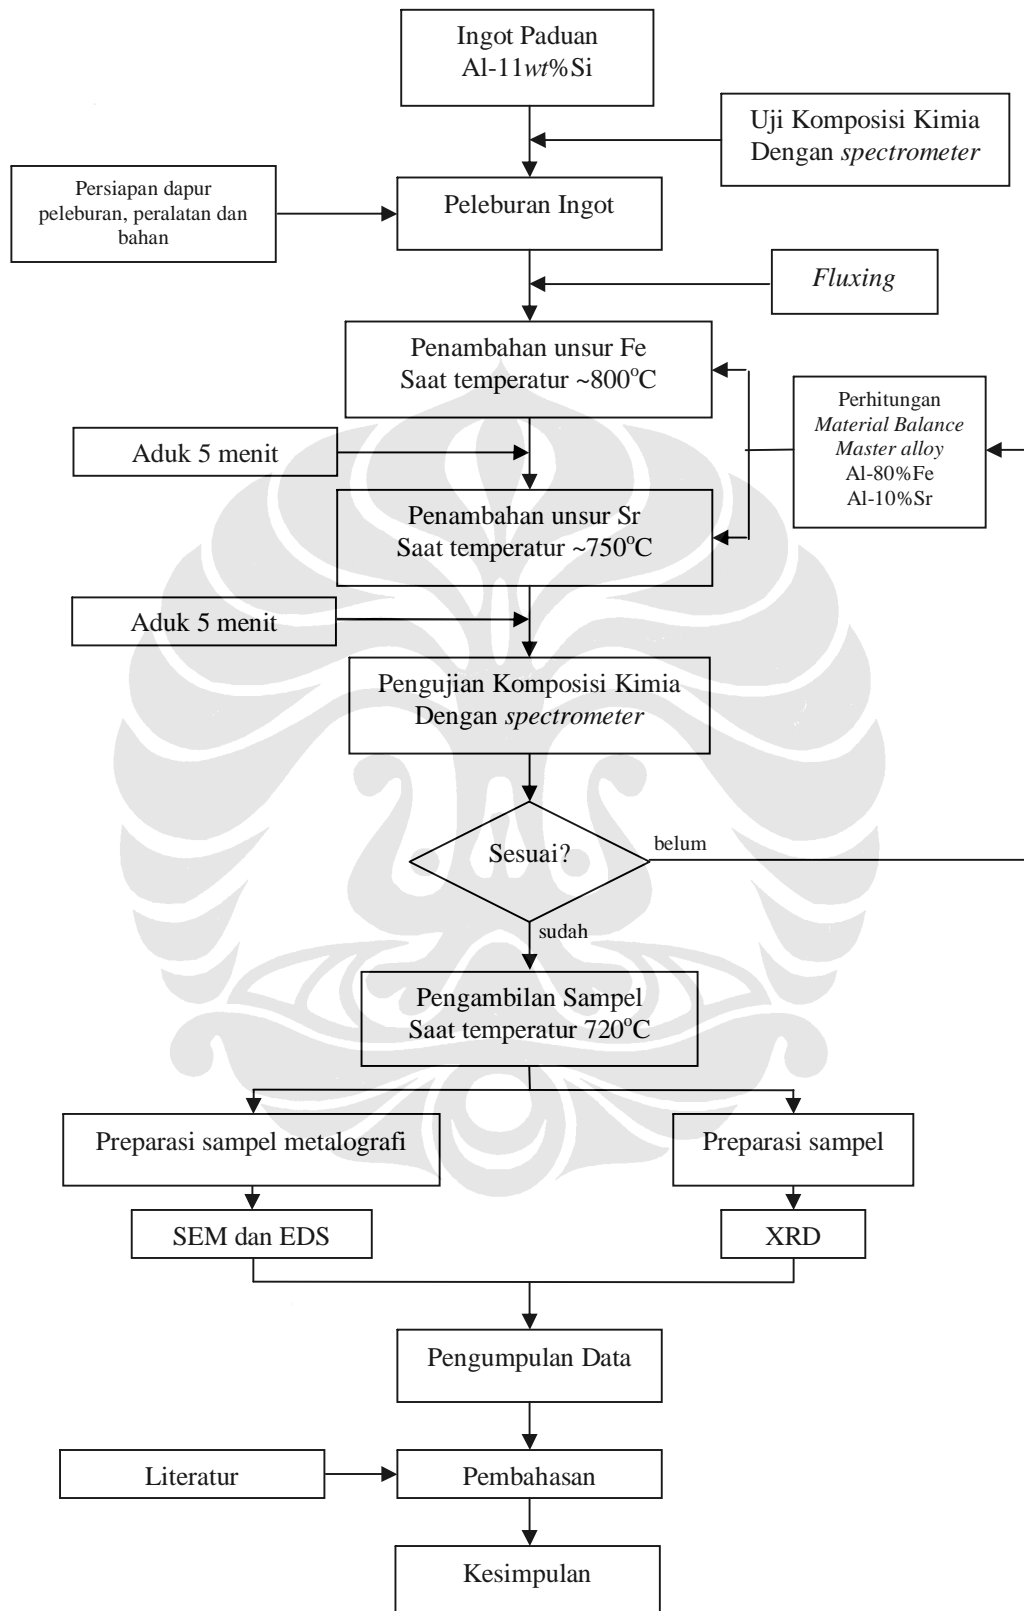 Ingot Paduan
Al-11wt%Si
Uji Komposisi Kimia
Dengan spectrometer
Persiapan dapur
peleburan, peralatan dan
bahan
Peleburan Ingot
Fluxing
Penambahan unsur Fe
Saat temperatur ~800°C
Perhitungan
Material Balance
Master alloy
Al-80%Fe
Al-10%Sr
Aduk 5 menit
Penambahan unsur Sr
Saat temperatur ~750°C
Aduk 5 menit
Pengujian Komposisi Kimia
Dengan spectrometer
Sesuai?
belum
sudah
Pengambilan Sampel
Saat temperatur 720°C
Preparasi sampel metalografi
Preparasi sampel
SEM dan EDS
XRD
Pengumpulan Data
Literatur
Pembahasan
Kesimpulan